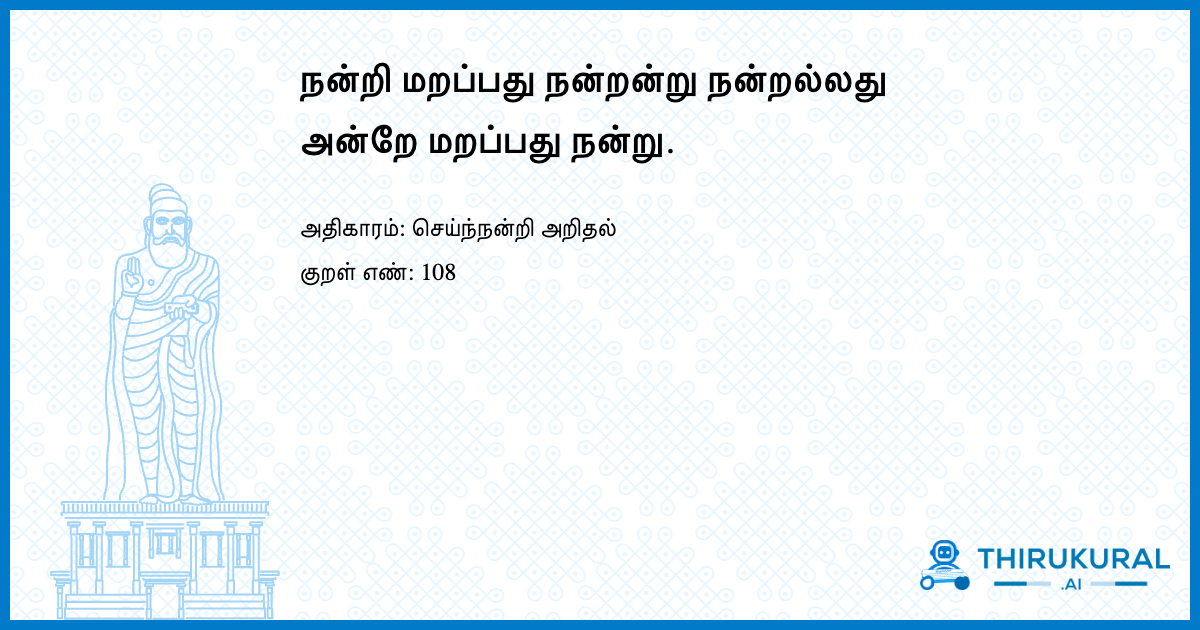 நன்றி மறப்பது நன்றன்று நன்றல்லது
அன்றே மறப்பது நன்று.
அதிகாரம்: செய்ந்நன்றி அறிதல்
குறள் எண்: 108
THIRUKURAL
.AI